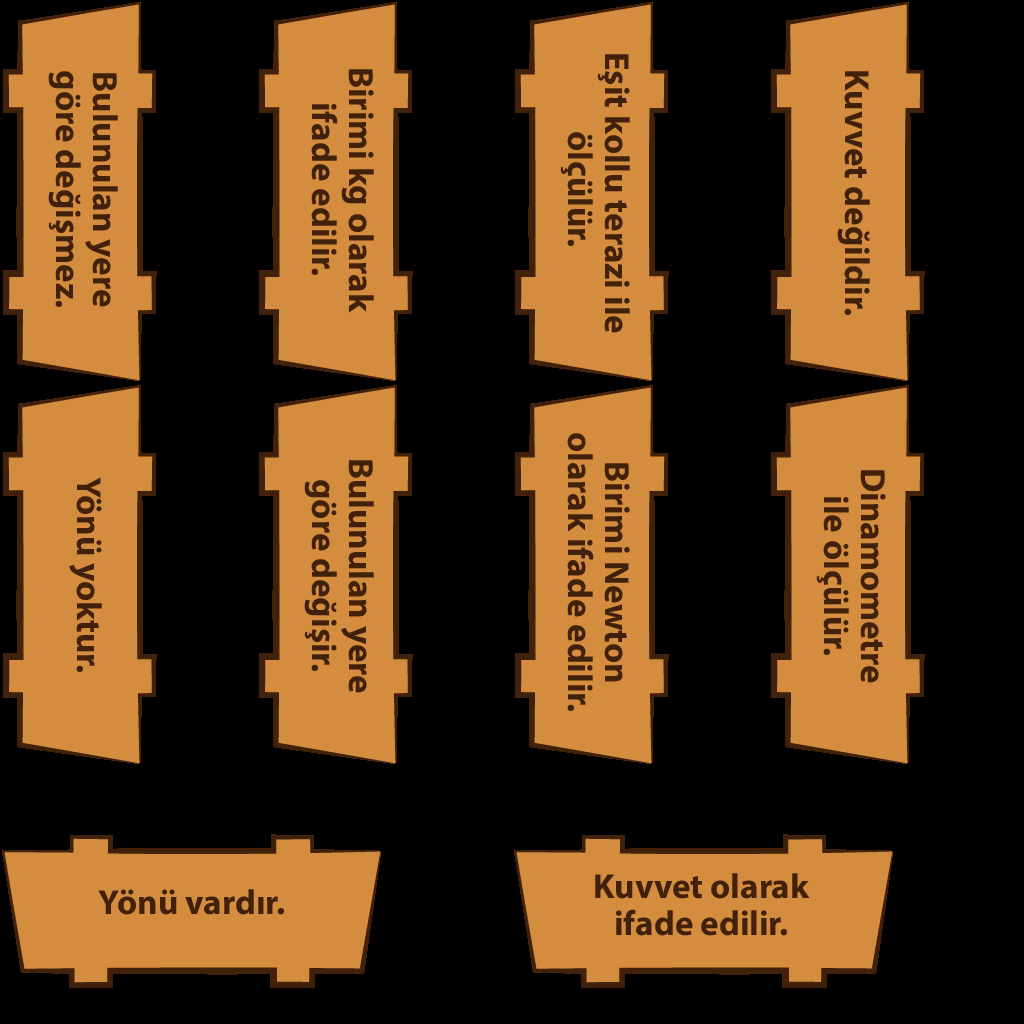 Bulunulan yere
göre değişmez.
Birimi kg olarak
ifade edilir.
Eşit kollu terazi ile
ölçülür.
Kuvvet değildir.
Yönü yoktur.
Bulunulan yere
göre değişir.
Birimi Newton
olarak ifade edilir.
Dinamometre
ile ölçülür.
Yönü vardır.
Kuvvet olarak
ifade edilir.